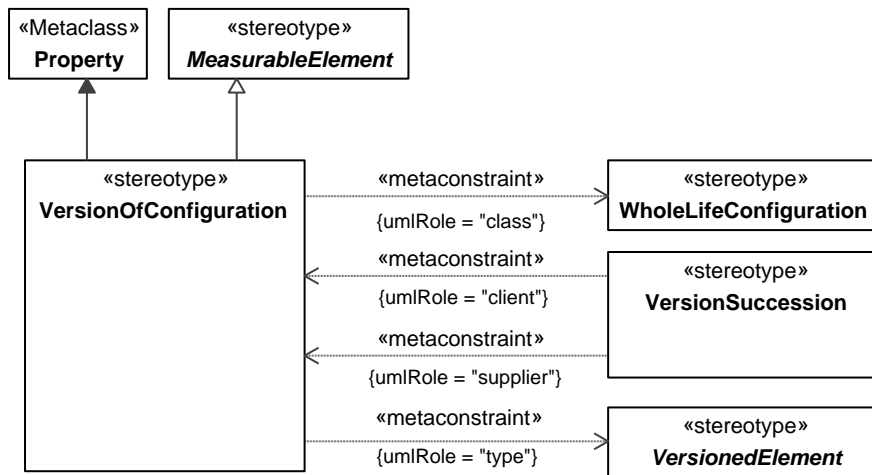 «Metaclass»
Property
«stereotype»
MeasurableElement
«stereotype»
VersionOfConfiguration
«metaconstraint»
{umlRole = "class"}
«stereotype»
WholeLifeConfiguration
«metaconstraint»
{umlRole = "client"}
«stereotype»
VersionSuccession
«metaconstraint»
{umlRole = "supplier"}
«metaconstraint»
{umlRole = "type"}
«stereotype»
VersionedElement